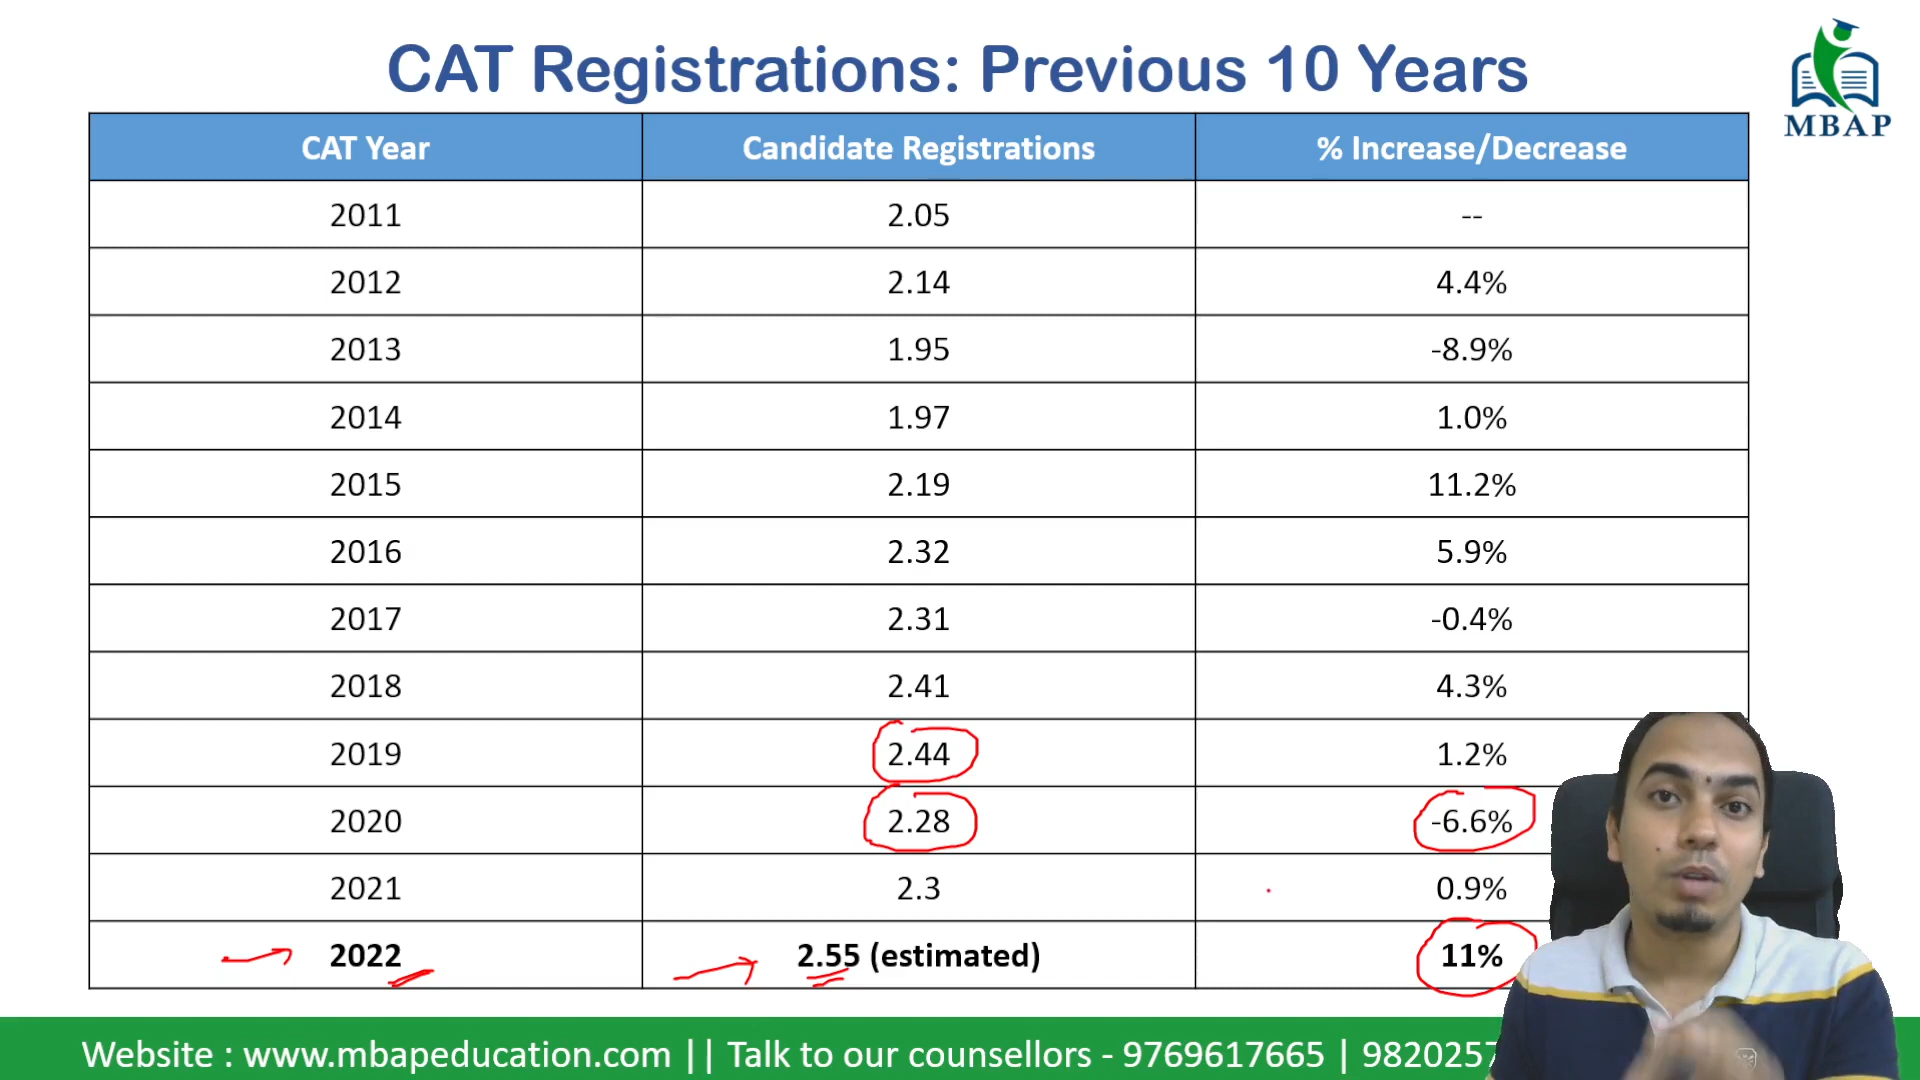 CAT Registrations: Previous 10 Years
MBAP
CAT Year Candidate Registrations % Increase/Decrease
2011 2.05 --
2012 2.14 4.4%
2013 1.95 -8.9%
2014 1.97 1.0%
2015 2.19 11.2%
2016 2.32 5.9%
2017 2.31 -0.4%
2018 2.41 4.3%
2019 2.44 1.2%
2020 2.28 -6.6%
2021 2.3 0.9%
2022 2.55 (estimated) 11%
Website : www.mbapeducation.com || Talk to our counsellors - 9769617665 | 9820257